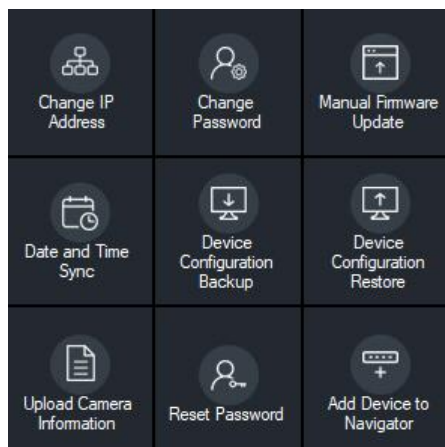 Change IP
Address
Change
Password
Manual Firmware
Update
Date and Time
Sync
Device
Configuration
Backup
Device
Configuration
Restore
Upload Camera
Information
Reset Password
Add Device to
Navigator